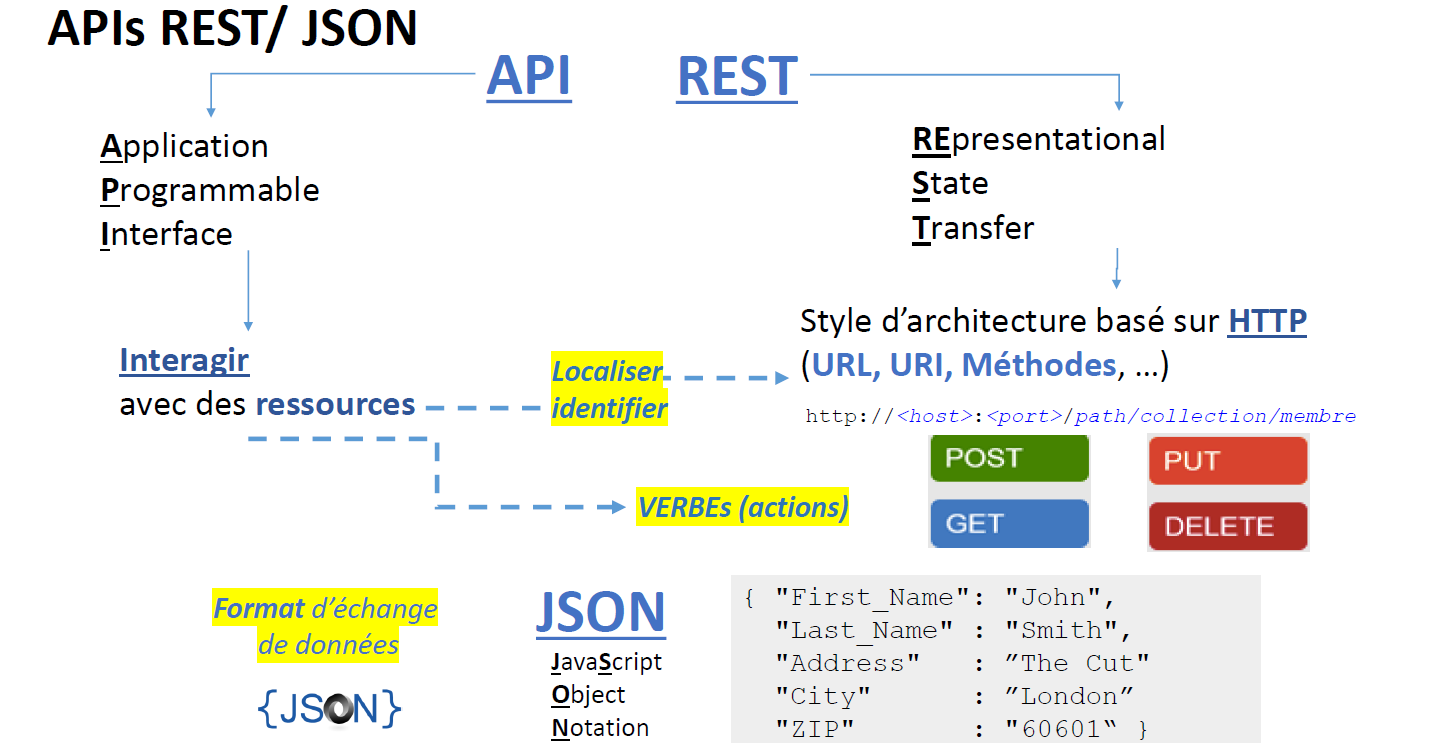 APIs REST/ JSON
API
REST
Application
Programmable
Interface
REpresentational
State
Transfer
Interagir
avec des ressources
Localiser
identifier
Style d’architecture basé sur HTTP
(URL, URI, Méthodes, …)
http://<host>:<port>/path/collection/membre
POST
PUT
GET
DELETE
VERBEs (actions)
Format d’échange
de données
{JSON}
JSON
JavaScript
Object
Notation
{ "First_Name": "John",
"Last_Name" : "Smith",
"Address" : ”The Cut"
"City" : ”London”
"ZIP" : "60601‟ }